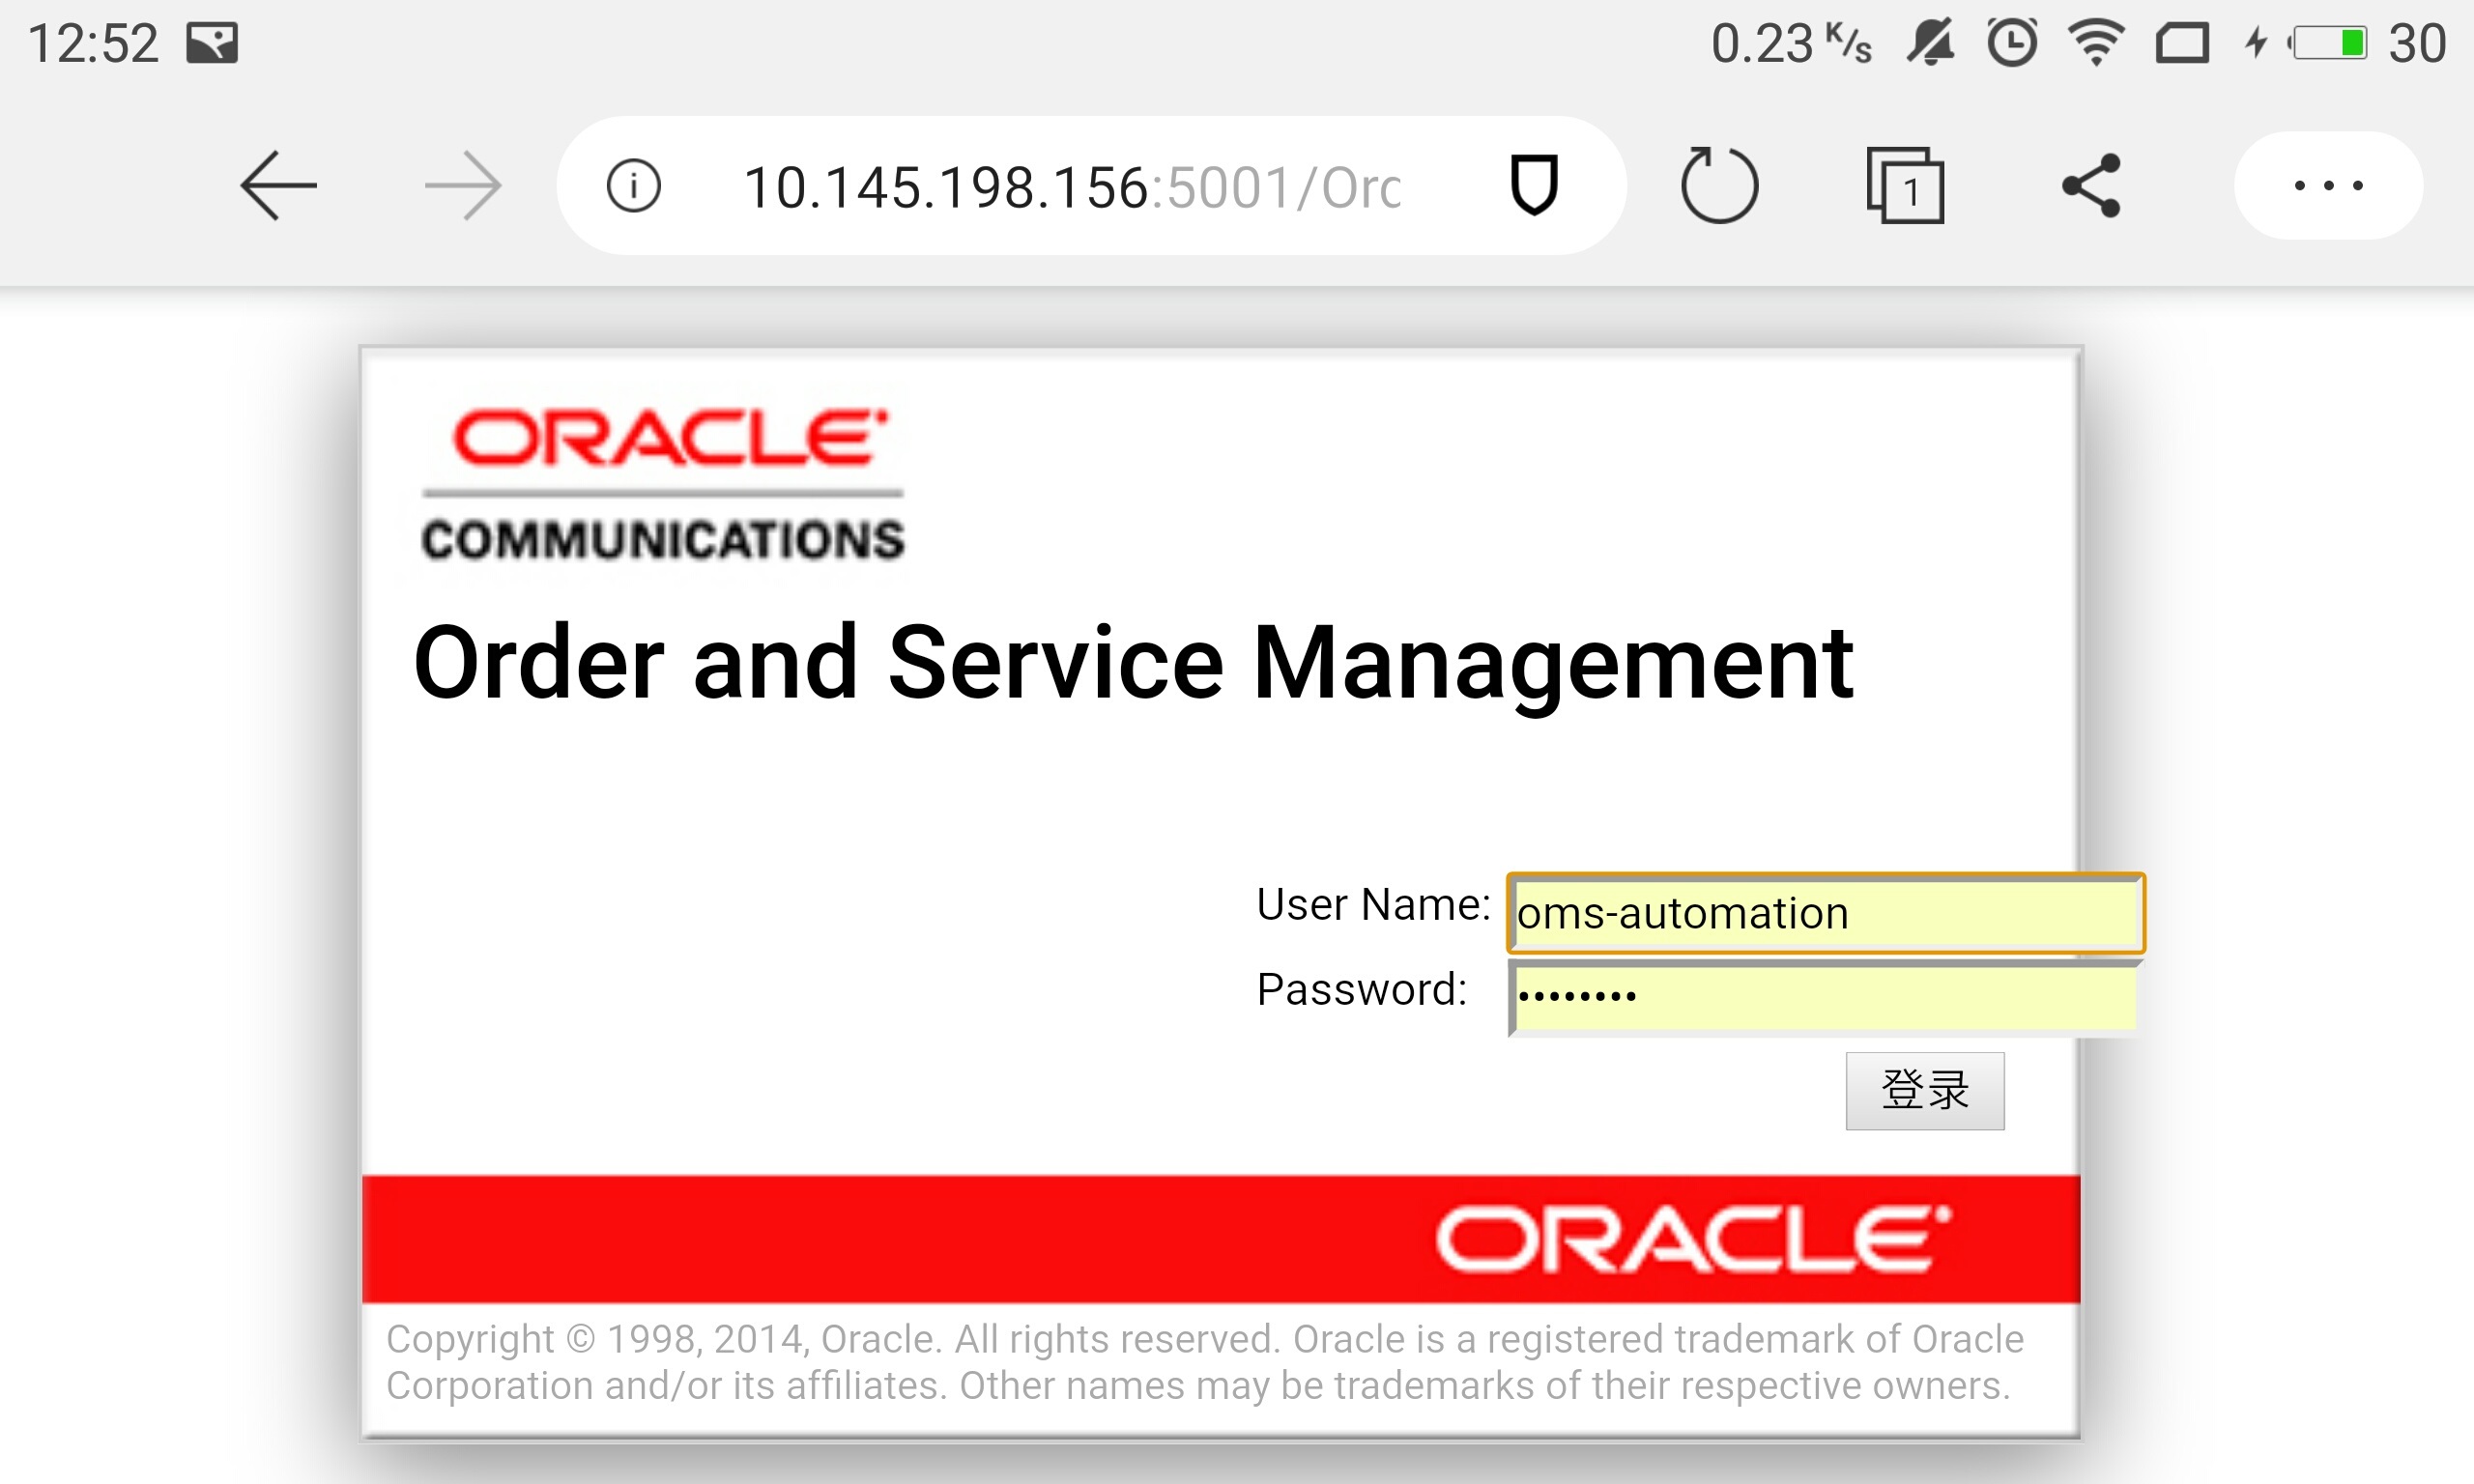 12:52
0.23 K/s
30
10.145.198.156:5001/Orc
1
ORACLE
COMMUNICATIONS
Order and Service Management
User Name: oms-automation
Password: ••••••••
登录
ORACLE
Copyright © 1998, 2014, Oracle. All rights reserved. Oracle is a registered trademark of Oracle
Corporation and/or its affiliates. Other names may be trademarks of their respective owners.